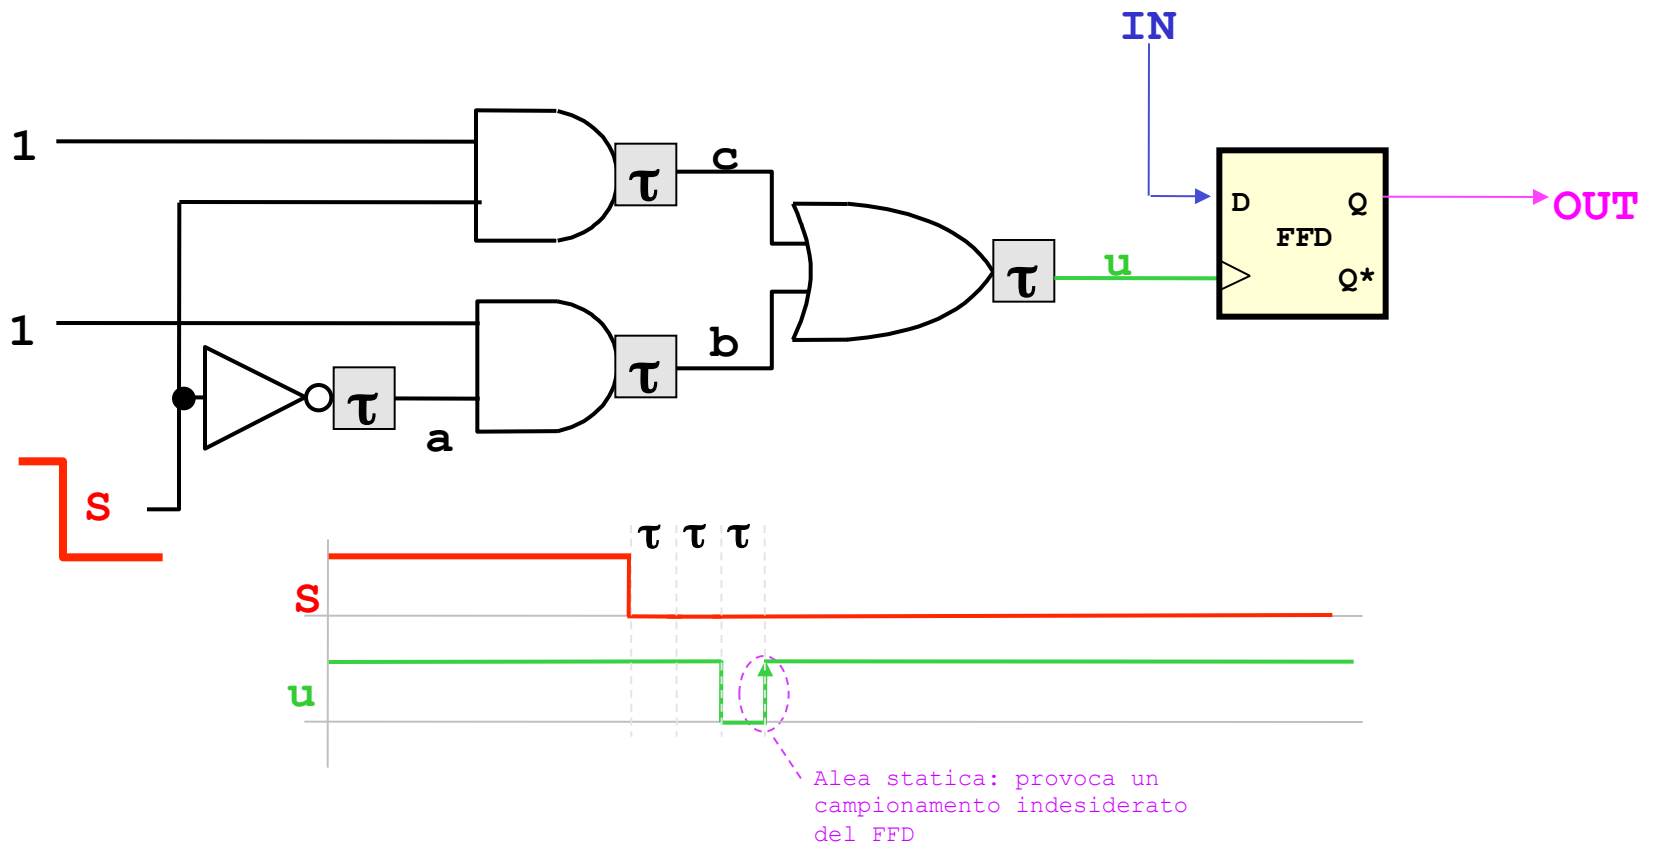 IN
1
τ
c
D
Q
OUT
FFD
τ
u
Q*
1
τ
b
τ
a
S
τ τ τ
S
u
Alea statica: provoca un
campionamento indesiderato
del FFD